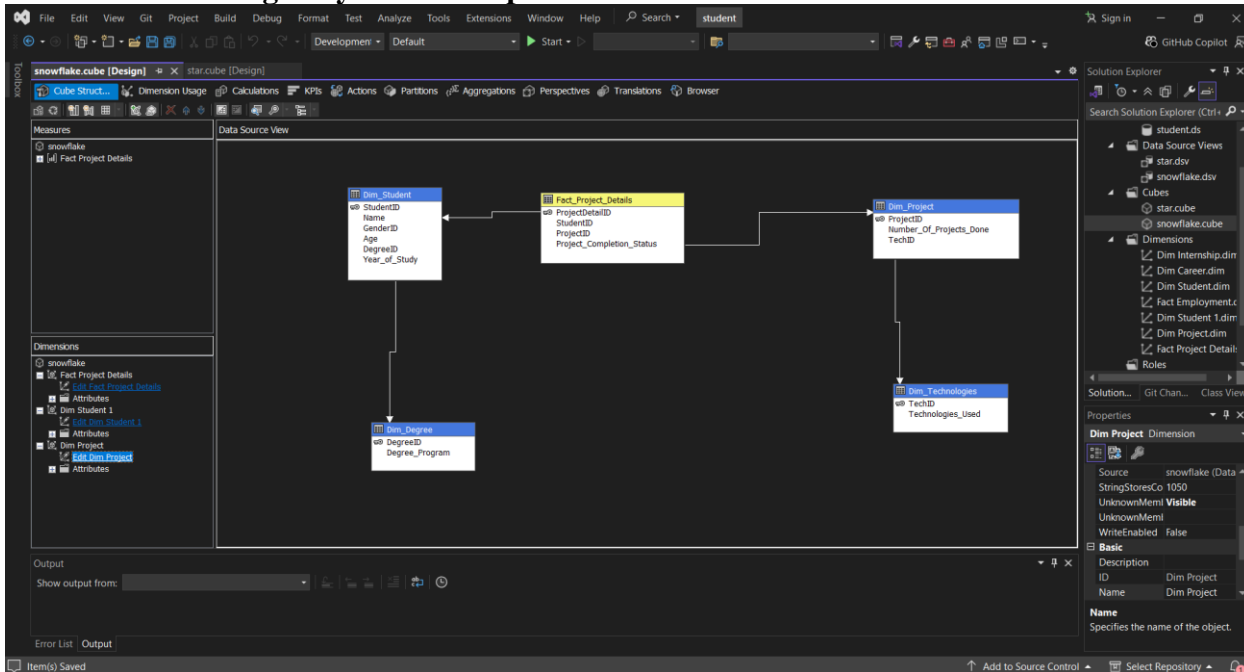 File Edit View Git Project Build Debug Format Test Analyze Tools Extensions Window Help Search student Sign in
Developmen Default Start GitHub Copilot
Toolbox
snowflake.cube [Design] star.cube [Design] Solution Explorer
Cube Struct... Dimension Usage Calculations KPIs Actions Partitions Aggregations Perspectives Translations Browser
Search Solution Explorer (Ctrl+
Measures Data Source View
snowflake
Fact Project Details
student.ds
Data Source Views
star.dsv
snowflake.dsv
Cubes
star.cube
snowflake.cube
Dimensions
Dim Internship.dim
Dim Career.dim
Dim Student.dim
Fact Employment.d
Dim Student 1.dim
Dim Project.dim
Fact Project Details
Roles
Dim_Student
StudentID
Name
GenderID
Age
DegreeID
Year_of_Study
Fact_Project_Details
ProjectDetailID
StudentID
ProjectID
Project_Completion_Status
Dim_Project
ProjectID
Number_Of_Projects_Done
TechID
Dim_Technologies
TechID
Technologies_Used
Dim_Degree
DegreeID
Degree_Program
Dimensions
snowflake
Fact Project Details
Edit Fact Project Details
Attributes
Dim Student 1
Edit Dim Student 1
Attributes
Dim Project
Edit Dim Project
Attributes
Solution... Git Chan... Class View
Properties
Dim Project Dimension
Source snowflake (Data
StringStoresCo 1050
UnknownMeml Visible
UnknownMeml
WriteEnabled False
Basic
Description
ID Dim Project
Name Dim Project
Name
Specifies the name of the object.
Output
Show output from:
Error List Output
Item(s) Saved Add to Source Control Select Repository